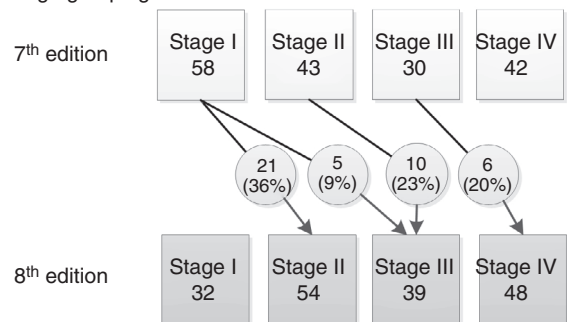 7th edition
Stage I
58
Stage II
43
Stage III
30
Stage IV
42
21
(36%)
5
(9%)
10
(23%)
6
(20%)
8th edition
Stage I
32
Stage II
54
Stage III
39
Stage IV
48